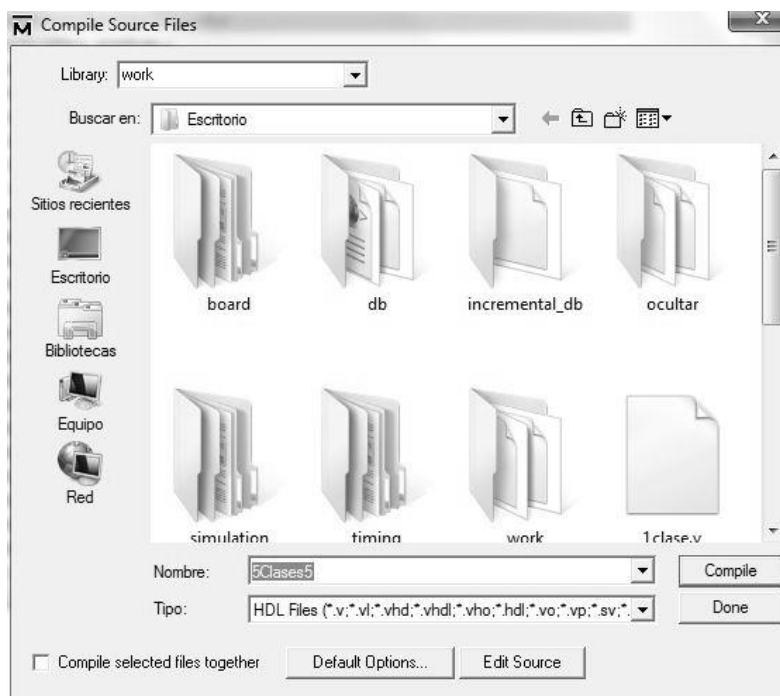 Compile Source Files
Library: work
Buscar en: Escritorio
Sitios recientes
Escritorio
Bibliotecas
Equipo
Red
board db incremental_db ocultar
simulation timing work 1clase.v
Nombre: 5Clases5 Compile
Tipo: HDL Files (*.v;*.vl;*.vhd;*.vhdl;*.vho;*.hdl;*.vo;*.vp;*.sv;*. Done
Compile selected files together Default Options... Edit Source